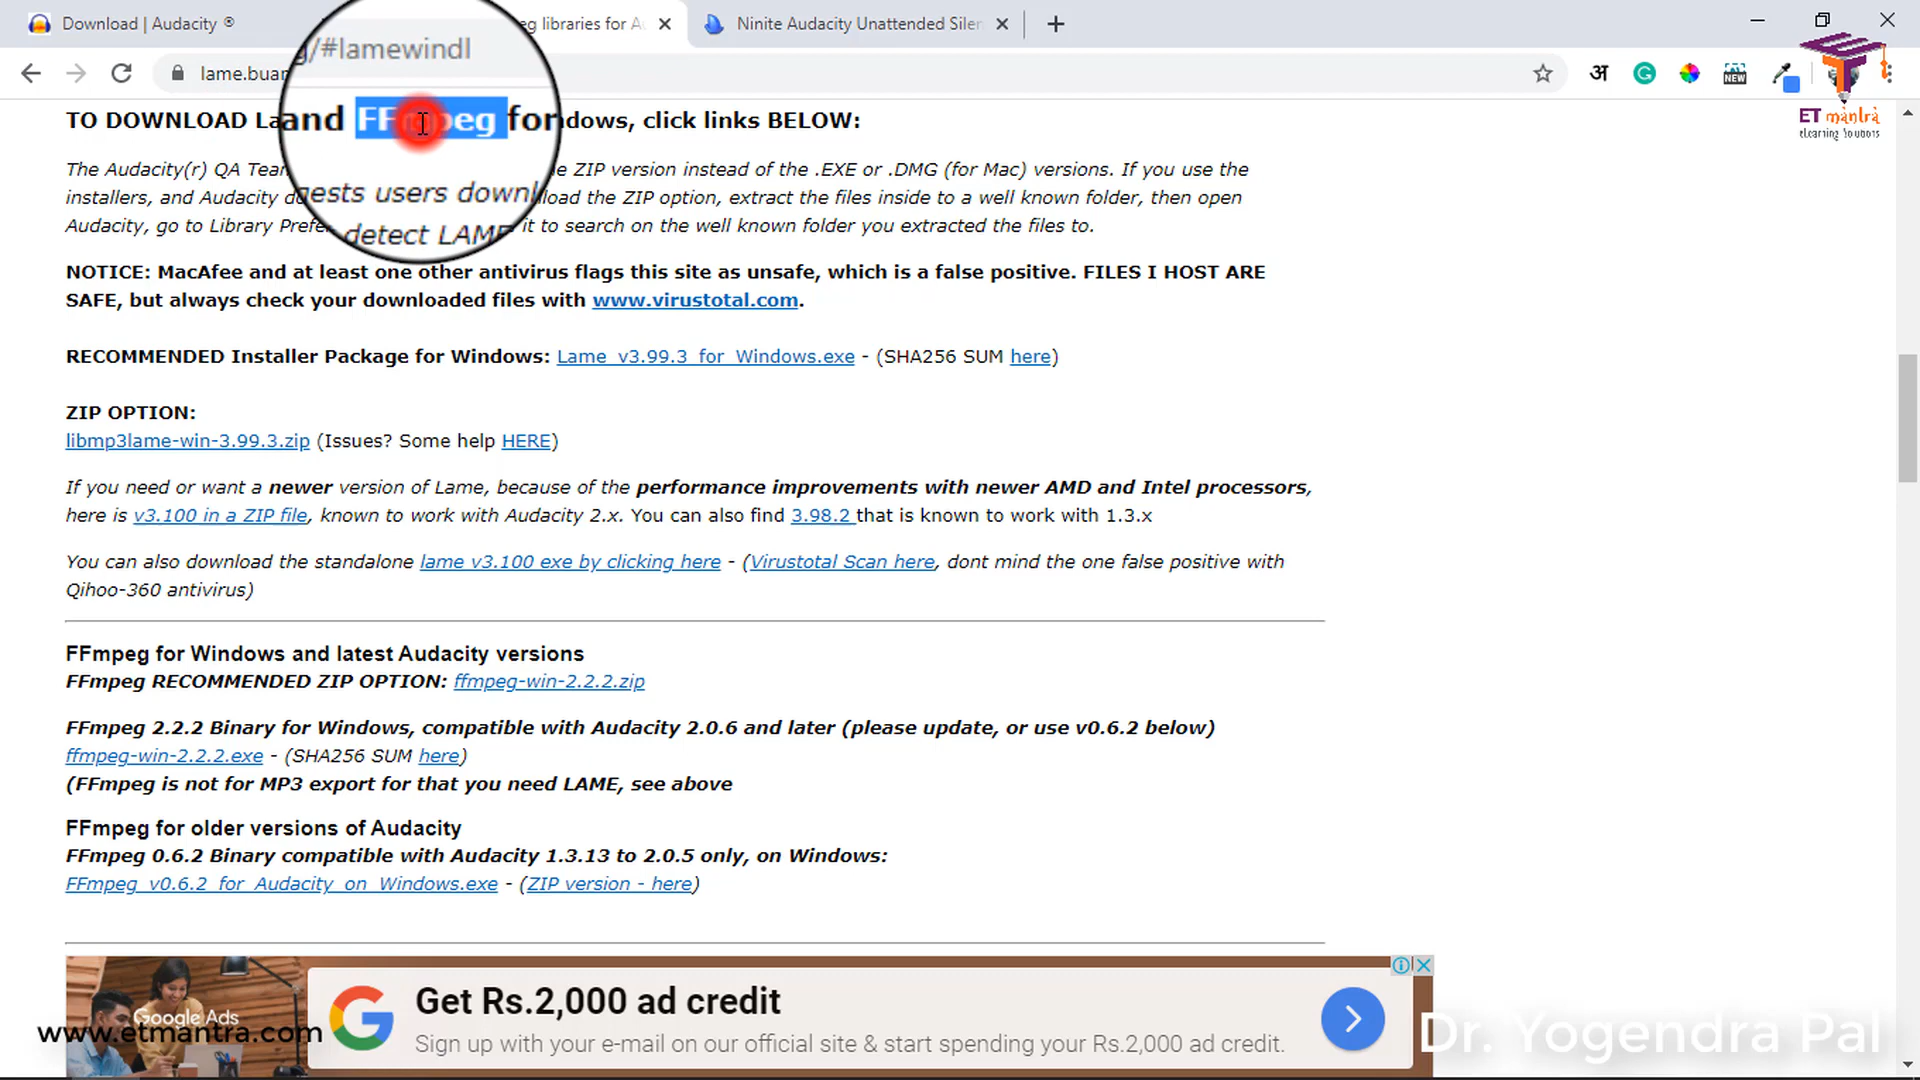 Download | Audacity ®
eg libraries for A
Ninite Audacity Unattended Silen
lame.buan
g/#lamewindl
अ
G
NEW
ET mantra
eLearning Solutions
TO DOWNLOAD La and FFmpeg for dows, click links BELOW:
The Audacity(r) QA Tean gests users downl e ZIP version instead of the .EXE or .DMG (for Mac) versions. If you use the
installers, and Audacity do detect LAME load the ZIP option, extract the files inside to a well known folder, then open
Audacity, go to Library Prefe it to search on the well known folder you extracted the files to.
NOTICE: MacAfee and at least one other antivirus flags this site as unsafe, which is a false positive. FILES I HOST ARE
SAFE, but always check your downloaded files with www.virustotal.com.
RECOMMENDED Installer Package for Windows: Lame_v3.99.3_for_Windows.exe - (SHA256 SUM here)
ZIP OPTION:
libmp3lame-win-3.99.3.zip (Issues? Some help HERE)
If you need or want a newer version of Lame, because of the performance improvements with newer AMD and Intel processors,
here is v3.100 in a ZIP file, known to work with Audacity 2.x. You can also find 3.98.2 that is known to work with 1.3.x
You can also download the standalone lame v3.100 exe by clicking here - (Virustotal Scan here, dont mind the one false positive with
Qihoo-360 antivirus)
FFmpeg for Windows and latest Audacity versions
FFmpeg RECOMMENDED ZIP OPTION: ffmpeg-win-2.2.2.zip
FFmpeg 2.2.2 Binary for Windows, compatible with Audacity 2.0.6 and later (please update, or use v0.6.2 below)
ffmpeg-win-2.2.2.exe - (SHA256 SUM here)
(FFmpeg is not for MP3 export for that you need LAME, see above
FFmpeg for older versions of Audacity
FFmpeg 0.6.2 Binary compatible with Audacity 1.3.13 to 2.0.5 only, on Windows:
FFmpeg_v0.6.2_for_Audacity_on_Windows.exe - (ZIP version - here)
Get Rs.2,000 ad credit
Google Ads
www.etmantra.com
Sign up with your e-mail on our official site & start spending your Rs.2,000 ad credit.
Dr. Yogendra Pal